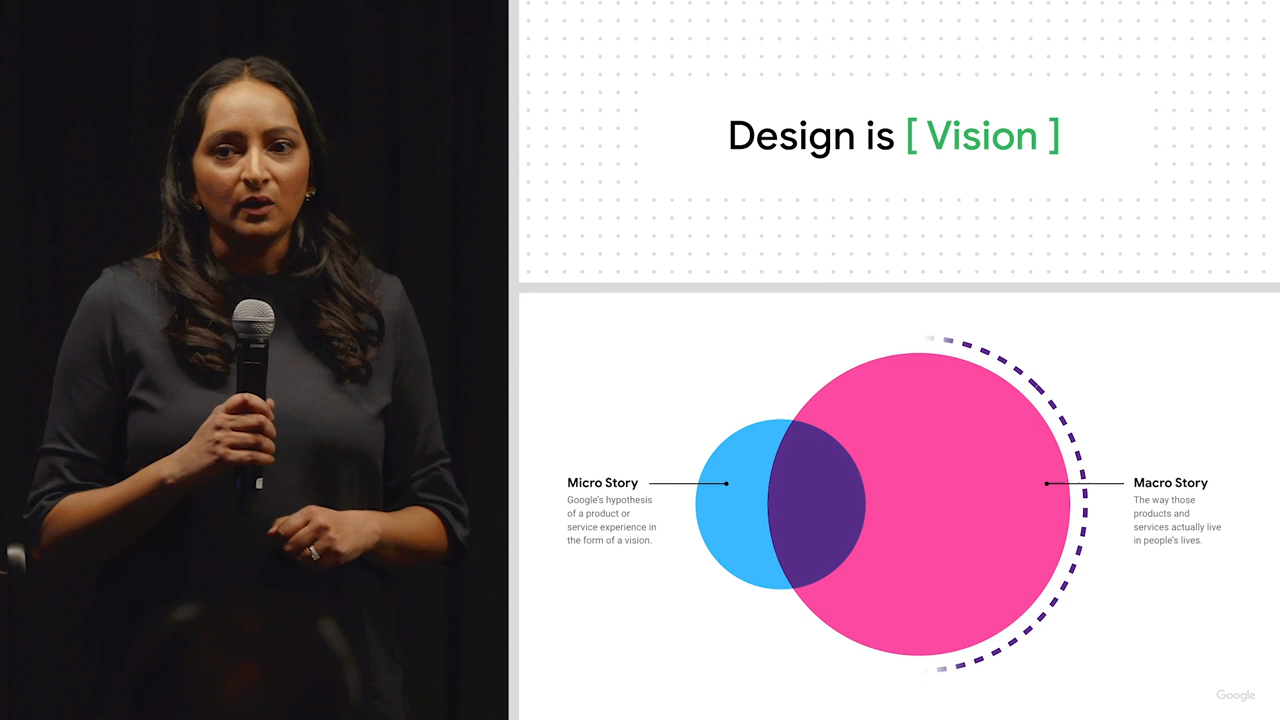 Design is [ Vision ]
Micro Story
Google's hypothesis
of a product or
service experience in
the form of a vision.
Macro Story
The way those
products and
services actually live
in people's lives.
Google